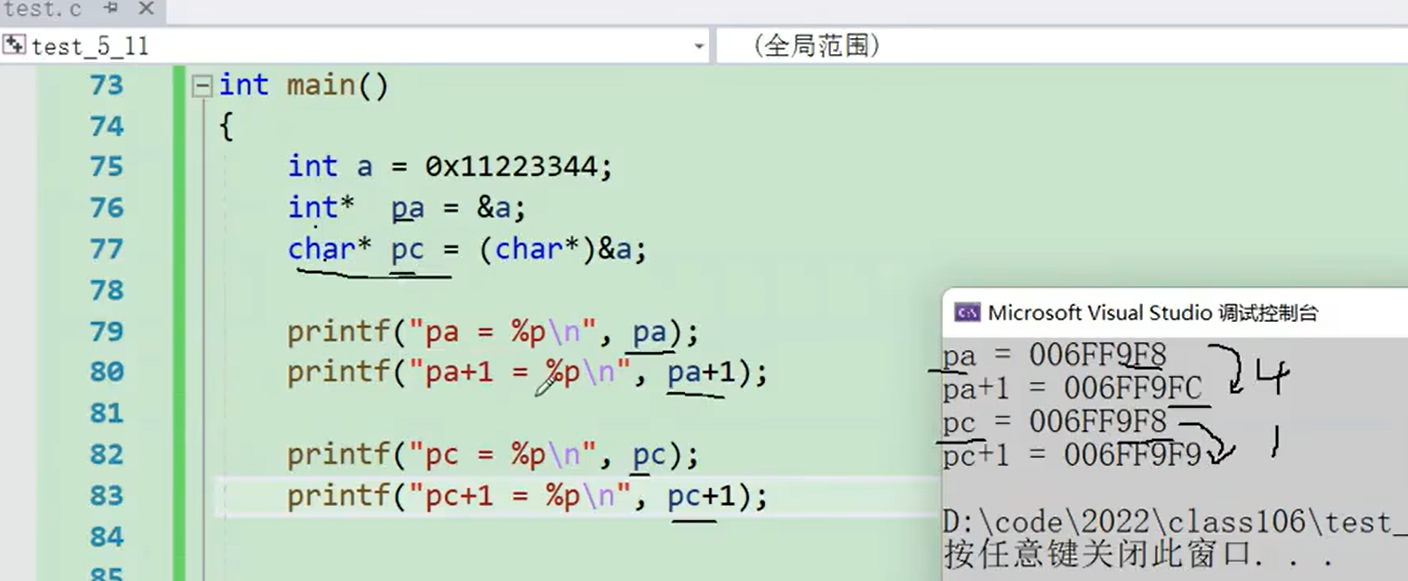 test.c
test_5_11
(全局范围)
73 int main()
74 {
75 int a = 0x11223344;
76 int* pa = &a;
77 char* pc = (char*)&a;
78
79 printf("pa = %p\n", pa);
80 printf("pa+1 = %p\n", pa+1);
81
82 printf("pc = %p\n", pc);
83 printf("pc+1 = %p\n", pc+1);
84
85
Microsoft Visual Studio 调试控制台
pa = 006FF9F8
pa+1 = 006FF9FC
4
pc = 006FF9F8
pc+1 = 006FF9F9
1
D:\code\2022\class106\test_
按任意键关闭此窗口. . .